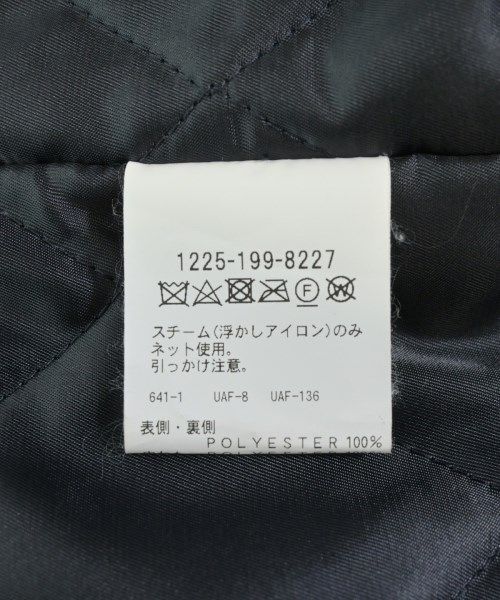 1225-199-8227
F W
スチーム(浮かしアイロン)のみ
ネット使用。
引っかけ注意。
641-1 UAF-8 UAF-136
表側・裏側
POLYESTER 100%